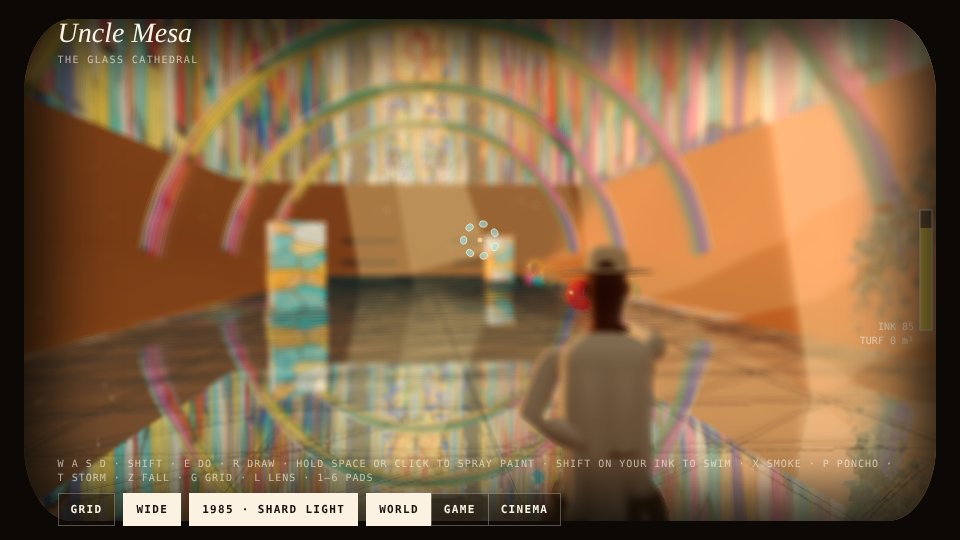 Uncle Mesa
THE GLASS CATHEDRAL
INK 85
TURF 0 m²
W A S D · SHIFT · E DO · R DRAW · HOLD SPACE OR CLICK TO SPRAY PAINT · SHIFT ON YOUR INK TO SWIM · X SMOKE · P PONCHO ·
T STORM · Z FALL · G GRID · L LENS · 1–6 PADS
GRID WIDE 1985 · SHARD LIGHT WORLD GAME CINEMA